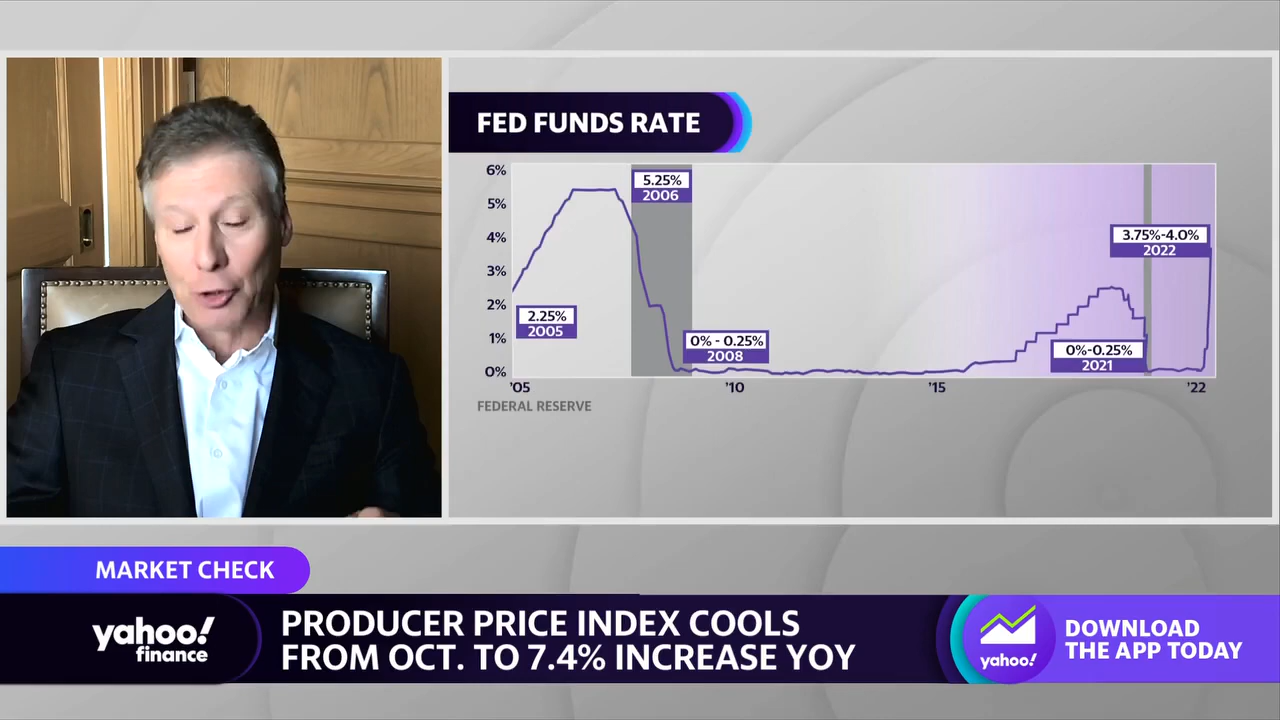 FED FUNDS RATE
6%
5%
4%
3%
2%
1%
0%
5.25%
2006
3.75%-4.0%
2022
2.25%
2005
0% - 0.25%
2008
0%-0.25%
2021
'05
'10
'15
'22
FEDERAL RESERVE
MARKET CHECK
yahoo!
finance
PRODUCER PRICE INDEX COOLS
FROM OCT. TO 7.4% INCREASE YOY
yahoo!
DOWNLOAD
THE APP TODAY